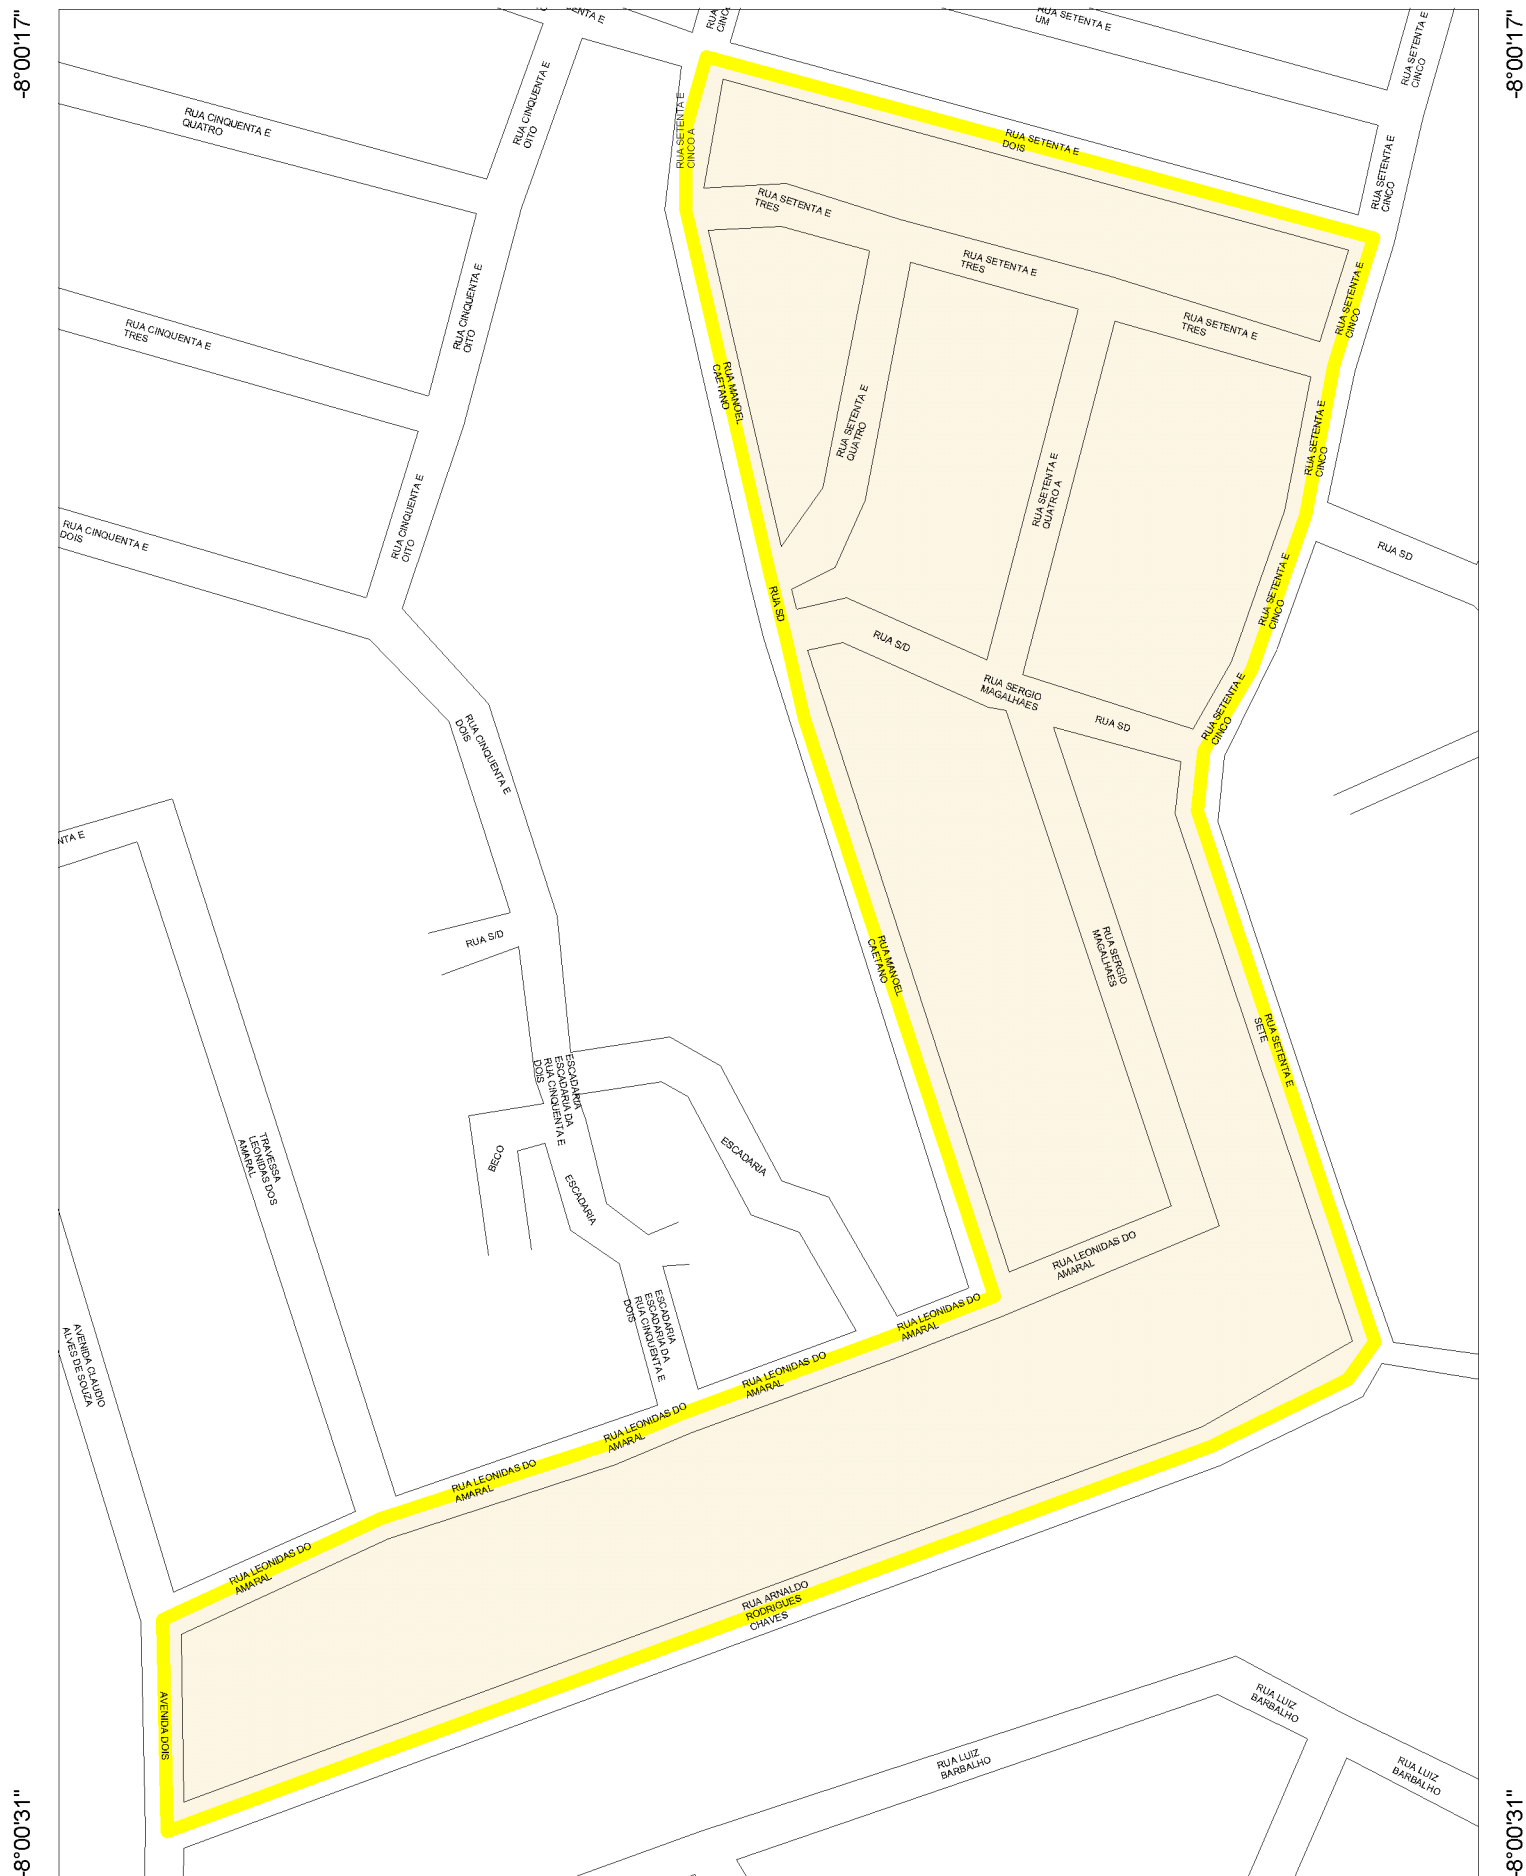 -8°00'17"
-8°00'17"
ENTA E
RUA
CINC
RUA SETENTA E
UM
RUA SETENTA E
CINCO
RUA CINQUENTA E
OITO
RUA CINQUENTA E
QUATRO
RUA SETENTA E
CINCO A
RUA SETENTA E
DOIS
RUA SETENTA E
CINCO
RUA SETENTA E
TRES
RUA SETENTA E
TRES
RUA SETENTA E
TRES
RUA SETENTA E
CINCO
RUA CINQUENTA E
OITO
RUA CINQUENTA E
TRES
RUA MANOEL
CAETANO
RUA SETENTA E
QUATRO
RUA SETENTA E
CINCO
RUA SETENTA E
QUATRO A
RUA CINQUENTA E
OITO
RUA CINQUENTA E
DOIS
RUA SD
RUA SD
RUA SETENTA E
CINCO
RUA S/D
RUA SERGIO
MAGALHAES
RUA SD
RUA SETENTA E
CINCO
RUA CINQUENTA E
DOIS
NTA E
RUA S/D
RUA MANOEL
CAETANO
RUA SERGIO
MAGALHAES
RUA SETENTA E
SETE
ESCADARIA
ESCADARIA DA
RUA CINQUENTA E
DOIS
BECO
ESCADARIA
ESCADARIA
TRAVESSA
LEONIDAS DOS
AMARAL
RUA LEONIDAS DO
AMARAL
RUA LEONIDAS DO
AMARAL
ESCADARIA
ESCADARIA DA
RUA CINQUENTA E
DOIS
AVENIDA CLAUDIO
ALVES DE SOUZA
RUA LEONIDAS DO
AMARAL
RUA LEONIDAS DO
AMARAL
RUA LEONIDAS DO
AMARAL
RUA LEONIDAS DO
AMARAL
RUA ARNALDO
RODRIGUES
CHAVES
AVENIDA DOIS
RUA LUIZ
BARBALHO
RUA LUIZ
BARBALHO
RUA LUIZ
BARBALHO
-8°00'31"
-8°00'31"